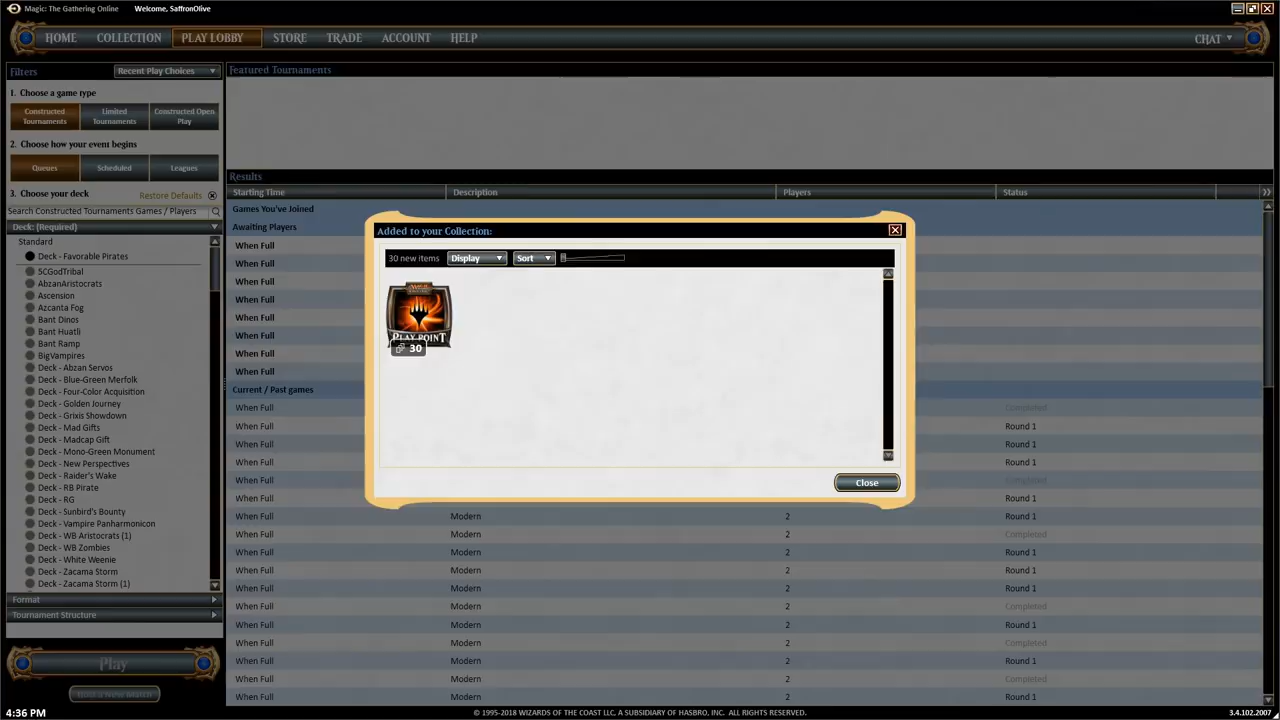 Magic: The Gathering Online Welcome, SaffronOlive
HOME COLLECTION PLAY LOBBY STORE TRADE ACCOUNT HELP CHAT
Filters Recent Play Choices
1. Choose a game type
Constructed Tournaments Limited Tournaments Constructed Open Play
2. Choose how your event begins
Queues Scheduled Leagues
3. Choose your deck Restore Defaults
Search Constructed Tournaments Games / Players
Deck: (Required)
Standard
Deck - Favorable Pirates
5CGodTribal
AbzanAristocrats
Ascension
Azcanta Fog
Bant Dinos
Bant Huatli
Bant Ramp
BigVampires
Deck - Abzan Servos
Deck - Blue-Green Merfolk
Deck - Four-Color Acquisition
Deck - Golden Journey
Deck - Grixis Showdown
Deck - Mad Gifts
Deck - Madcap Gift
Deck - Mono-Green Monument
Deck - New Perspectives
Deck - Raider's Wake
Deck - RB Pirate
Deck - RG
Deck - Sunbird's Bounty
Deck - Vampire Panharmonicon
Deck - WB Aristocrats (1)
Deck - WB Zombies
Deck - White Weenie
Deck - Zacama Storm
Deck - Zacama Storm (1)
Format
Tournament Structure
Play
4:36 PM
Featured Tournaments
Results
Starting Time Description Players Status
Games You've Joined
Awaiting Players
When Full
When Full
When Full
When Full
When Full
When Full
When Full
When Full
Current / Past games
When Full Completed
When Full Round 1
When Full Round 1
When Full Round 1
When Full Completed
When Full Round 1
When Full Modern 2 Round 1
When Full Modern 2 Completed
When Full Modern 2 Round 1
When Full Modern 2 Round 1
When Full Modern 2 Round 1
When Full Modern 2 Completed
When Full Modern 2 Round 1
When Full Modern 2 Completed
When Full Modern 2 Round 1
When Full Modern 2 Completed
When Full Modern 2 Round 1
Added to your Collection:
30 new items Display Sort
PLAY POINT
30
Close
© 1995-2018 WIZARDS OF THE COAST LLC, A SUBSIDIARY OF HASBRO, INC. ALL RIGHTS RESERVED.
3.4.102.2007